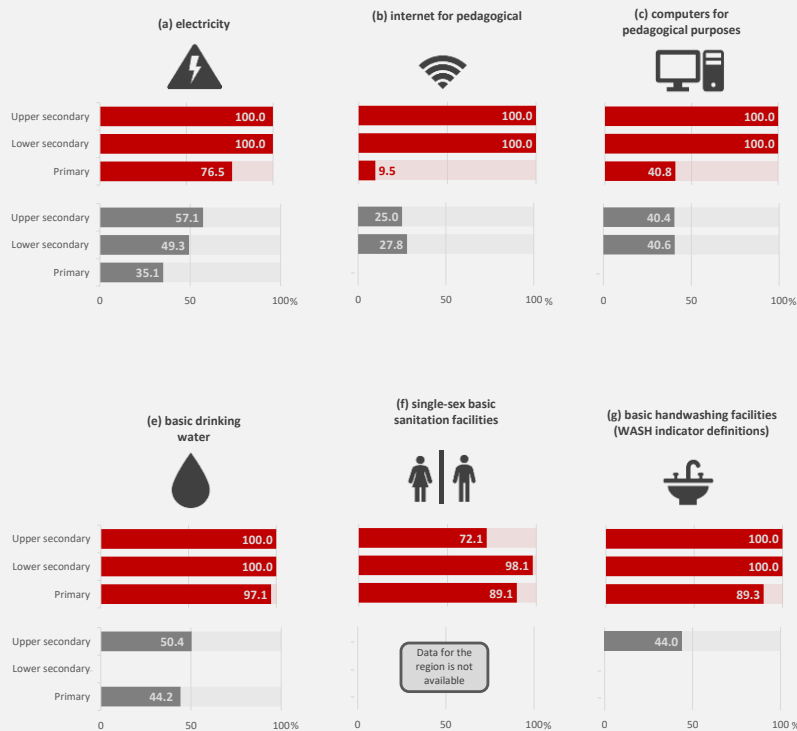 (a) electricity
(b) internet for pedagogical
(c) computers for
pedagogical purposes
Upper secondary
100.0
100.0
100.0
Lower secondary
100.0
100.0
100.0
Primary
76.5
9.5
40.8
Upper secondary
57.1
25.0
40.4
Lower secondary
49.3
27.8
40.6
Primary
35.1
0 50 100%
0 50 100%
0 50 100%
(e) basic drinking
water
(f) single-sex basic
sanitation facilities
(g) basic handwashing facilities
(WASH indicator definitions)
Upper secondary
100.0
72.1
100.0
Lower secondary
100.0
98.1
100.0
Primary
97.1
89.1
89.3
Upper secondary
50.4
44.0
Lower secondary
Primary
44.2
Data for the
region is not
available
0 50 100%
0 50 100%
0 50 100%